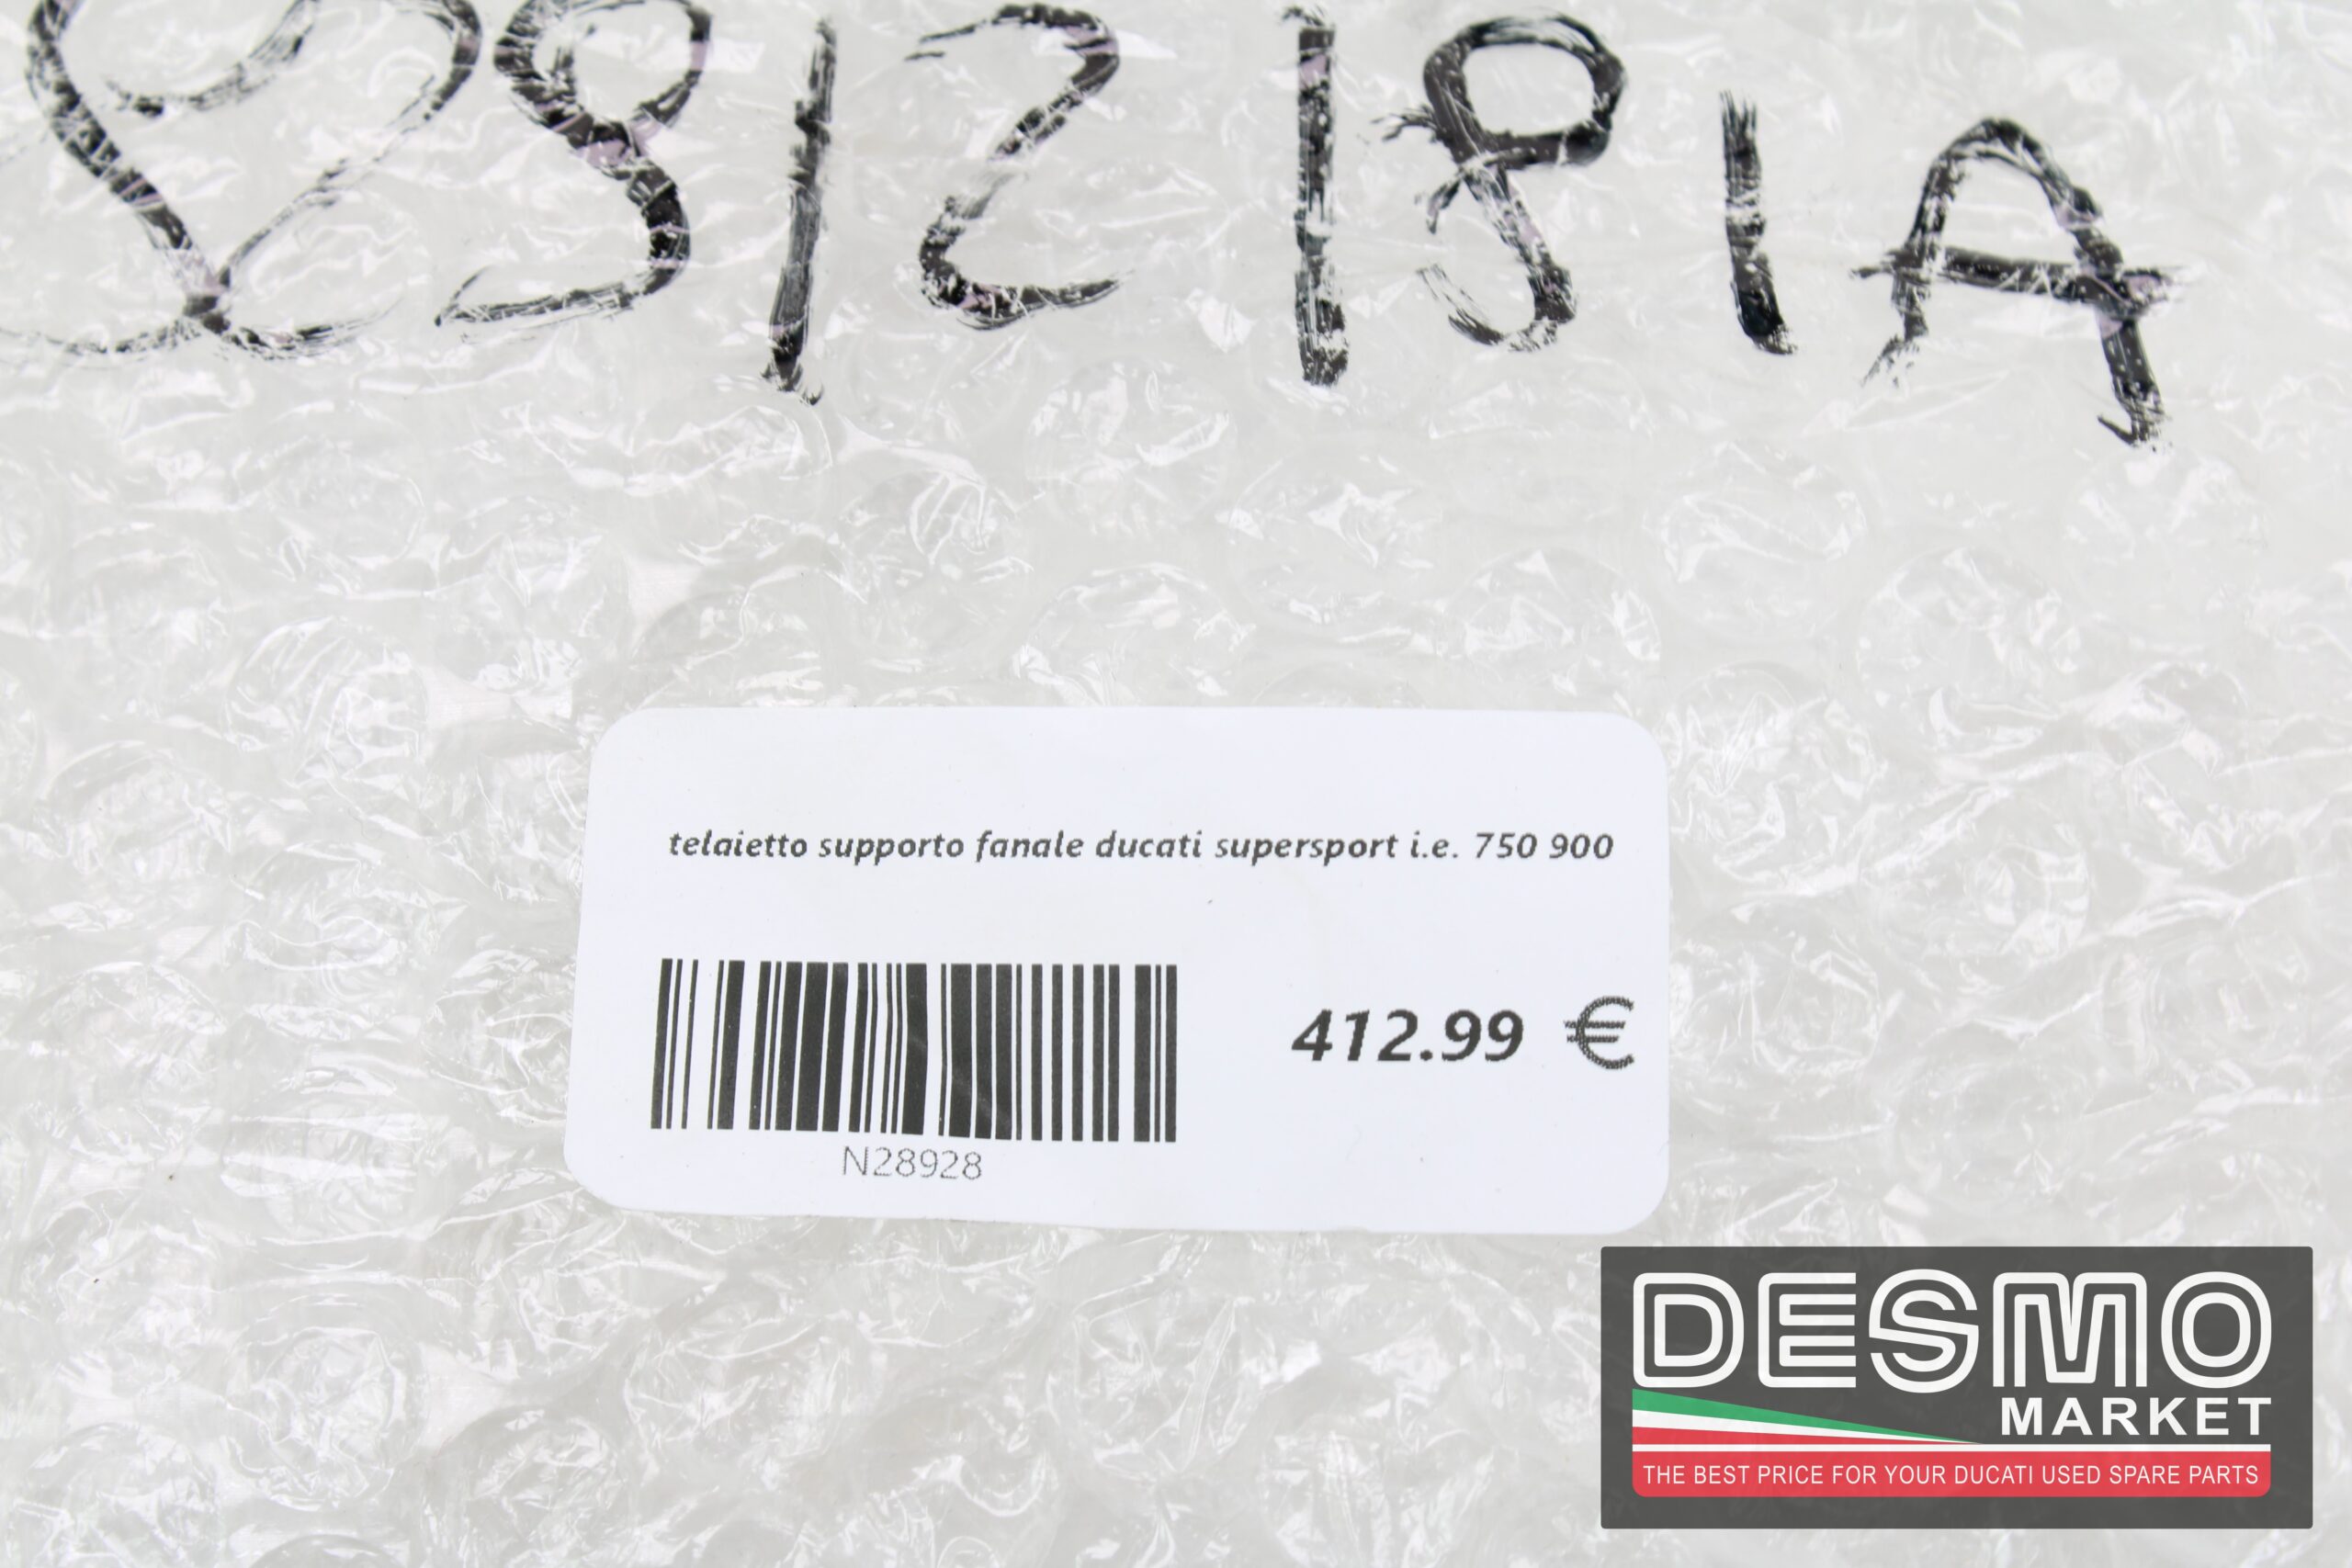 89121991A
telaietto supporto fanale ducati supersport i.e. 750 900
412.99 €
N28928
DESMO
MARKET
THE BEST PRICE FOR YOUR DUCATI USED SPARE PARTS